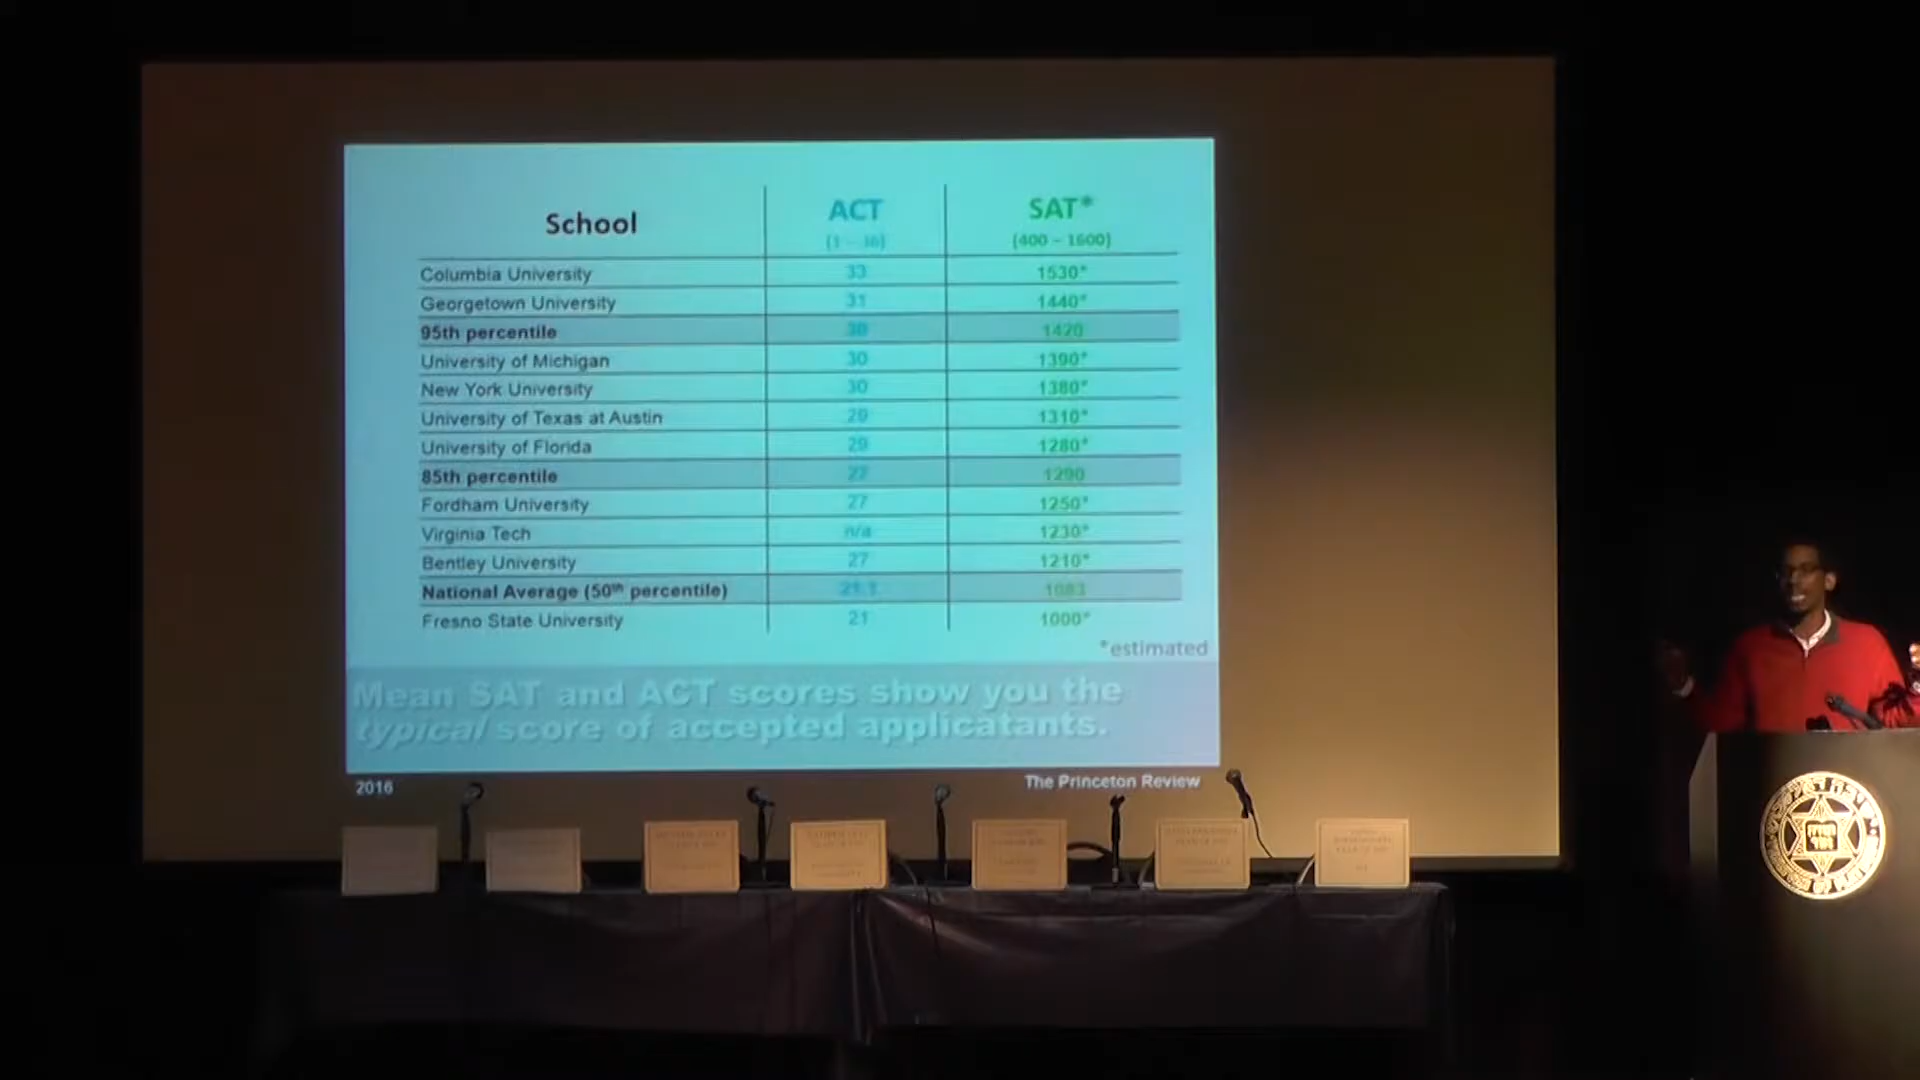 School ACT SAT*
(1 – 36) (400 – 1600)
Columbia University 33 1530*
Georgetown University 31 1440*
95th percentile 30 1420
University of Michigan 30 1390*
New York University 30 1380*
University of Texas at Austin 29 1310*
University of Florida 29 1280*
85th percentile 27 1290
Fordham University 27 1250*
Virginia Tech n/a 1230*
Bentley University 27 1210*
National Average (50th percentile) 21.1 1083
Fresno State University 21 1000*
*estimated
Mean SAT and ACT scores show you the
typical score of accepted applicatants.
2016 The Princeton Review